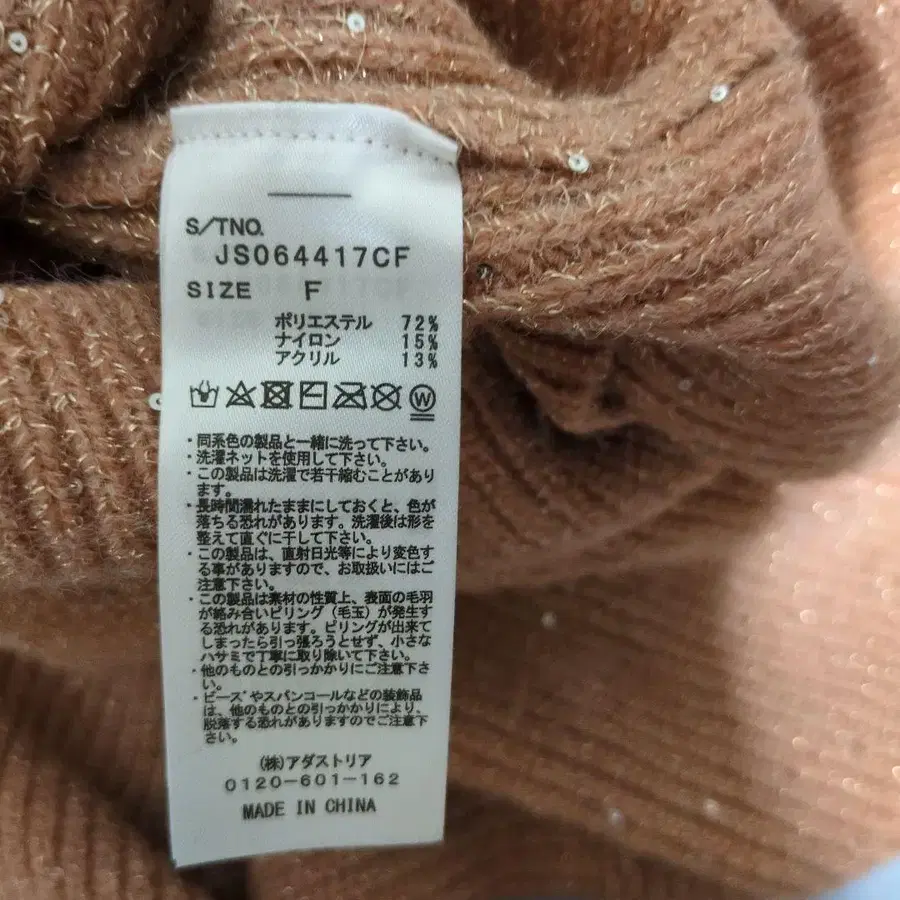 S/TNO.
JS064417CF
SIZE F
ポリエステル 72%
ナイロン 15%
アクリル 13%
W
・同系色の製品と一緒に洗って下さい。
・洗濯ネットを使用して下さい。
・この製品は洗濯で若干縮むことがあり
ます。
・長時間濡れたままにしておくと、色が
落ちる恐れがあります。洗濯後は形を
整えて直ぐに干して下さい。
・この製品は、直射日光等により変色す
る事がありますので、お取扱いにはご
注意下さい。
・この製品は素材の性質上、表面の毛羽
が絡み合いピリング（毛玉）が発生す
る恐れがあります。ピリングが出来て
しまったら引っ張ろうとせず、小さな
ハサミで丁寧に取り除いて下さい。
・他のものとの引っかかりにご注意下さ
い。
・ビーズやスパンコールなどの装飾品
は、他のものとの引っかかりにより、
脱落する恐れがありますのでご注意下
さい。
(株)アダストリア
0120-601-162
MADE IN CHINA